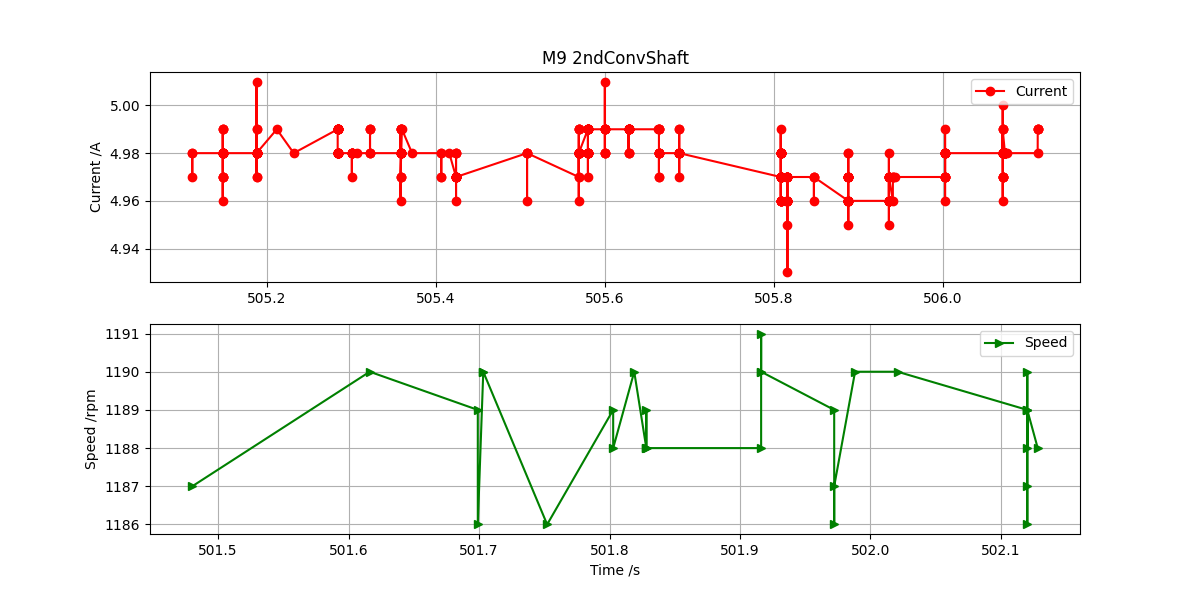 M9 2ndConvShaft
Current /A
5.00
4.98
4.96
4.94
Current
505.2 505.4 505.6 505.8 506.0
Speed /rpm
1191
1190
1189
1188
1187
1186
Speed
501.5 501.6 501.7 501.8 501.9 502.0 502.1
Time /s